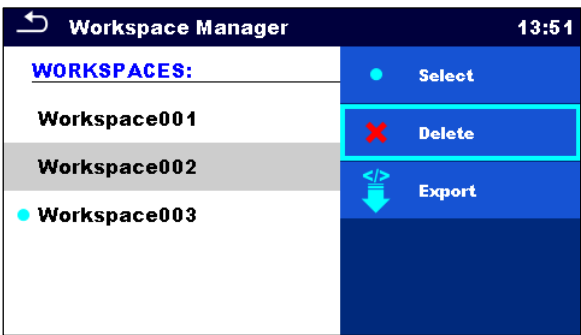 Workspace Manager 13:51
WORKSPACES:
Workspace001
Workspace002
Workspace003
Select
Delete
</>
Export